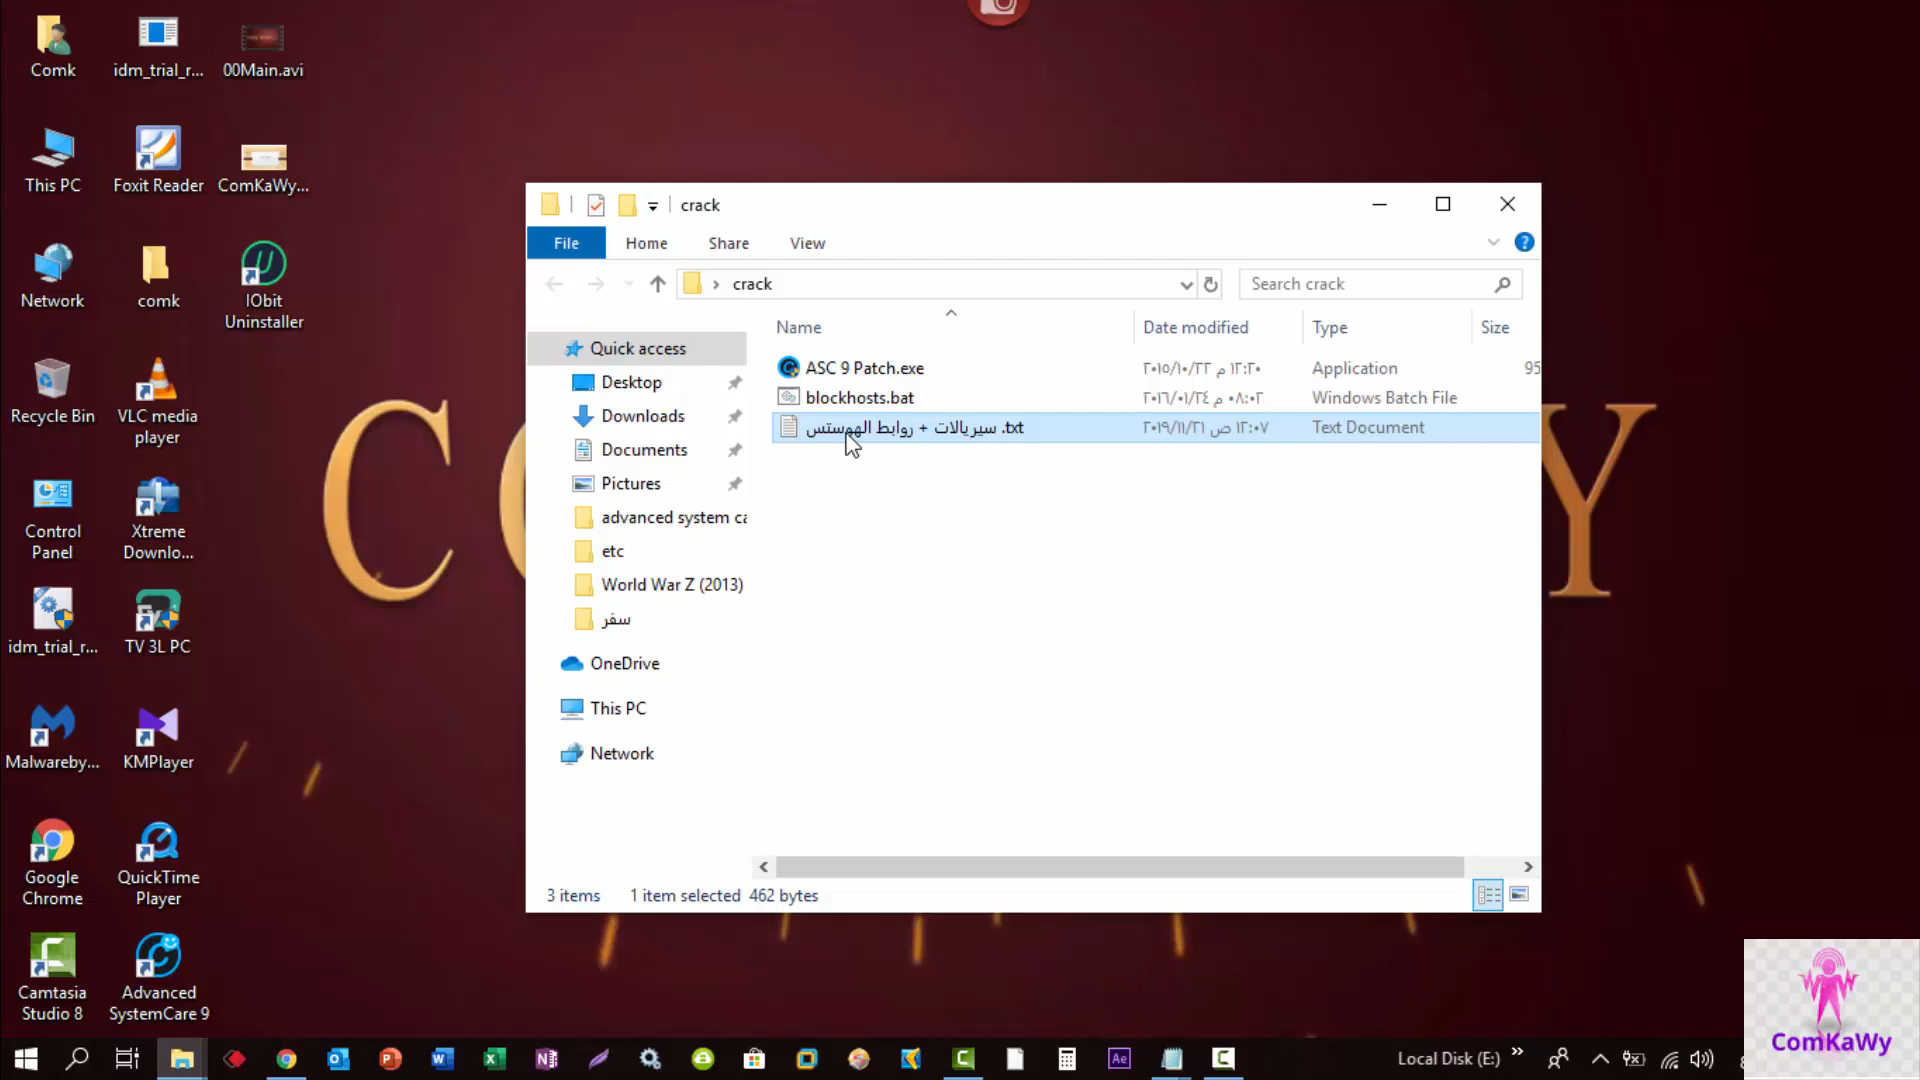 Comk
idm_trial_r...
00Main.avi
This PC
Foxit Reader
ComKaWy...
Network
comk
IObit
Uninstaller
Recycle Bin
VLC media
player
Control
Panel
Xtreme
Downlo...
idm_trial_r...
TV 3L PC
Malwareby...
KMPlayer
Google
Chrome
QuickTime
Player
Camtasia
Studio 8
Advanced
SystemCare 9
crack
File Home Share View
crack
Search crack
Name Date modified Type Size
ASC 9 Patch.exe ٢٠١٥/١٠/٢٣ م ١٢:٢٠ Application 95
blockhosts.bat ٢٠١٦/٠١/٢٤ م ٠٨:٠٢ Windows Batch File
سيريالات + روابط الهوستس .txt ٢٠١٩/١١/٢١ ص ١٢:٠٧ Text Document
Quick access
Desktop
Downloads
Documents
Pictures
advanced system ca
etc
World War Z (2013)
سفر
OneDrive
This PC
Network
3 items 1 item selected 462 bytes
C
Y
ComKaWy
Local Disk (E:)